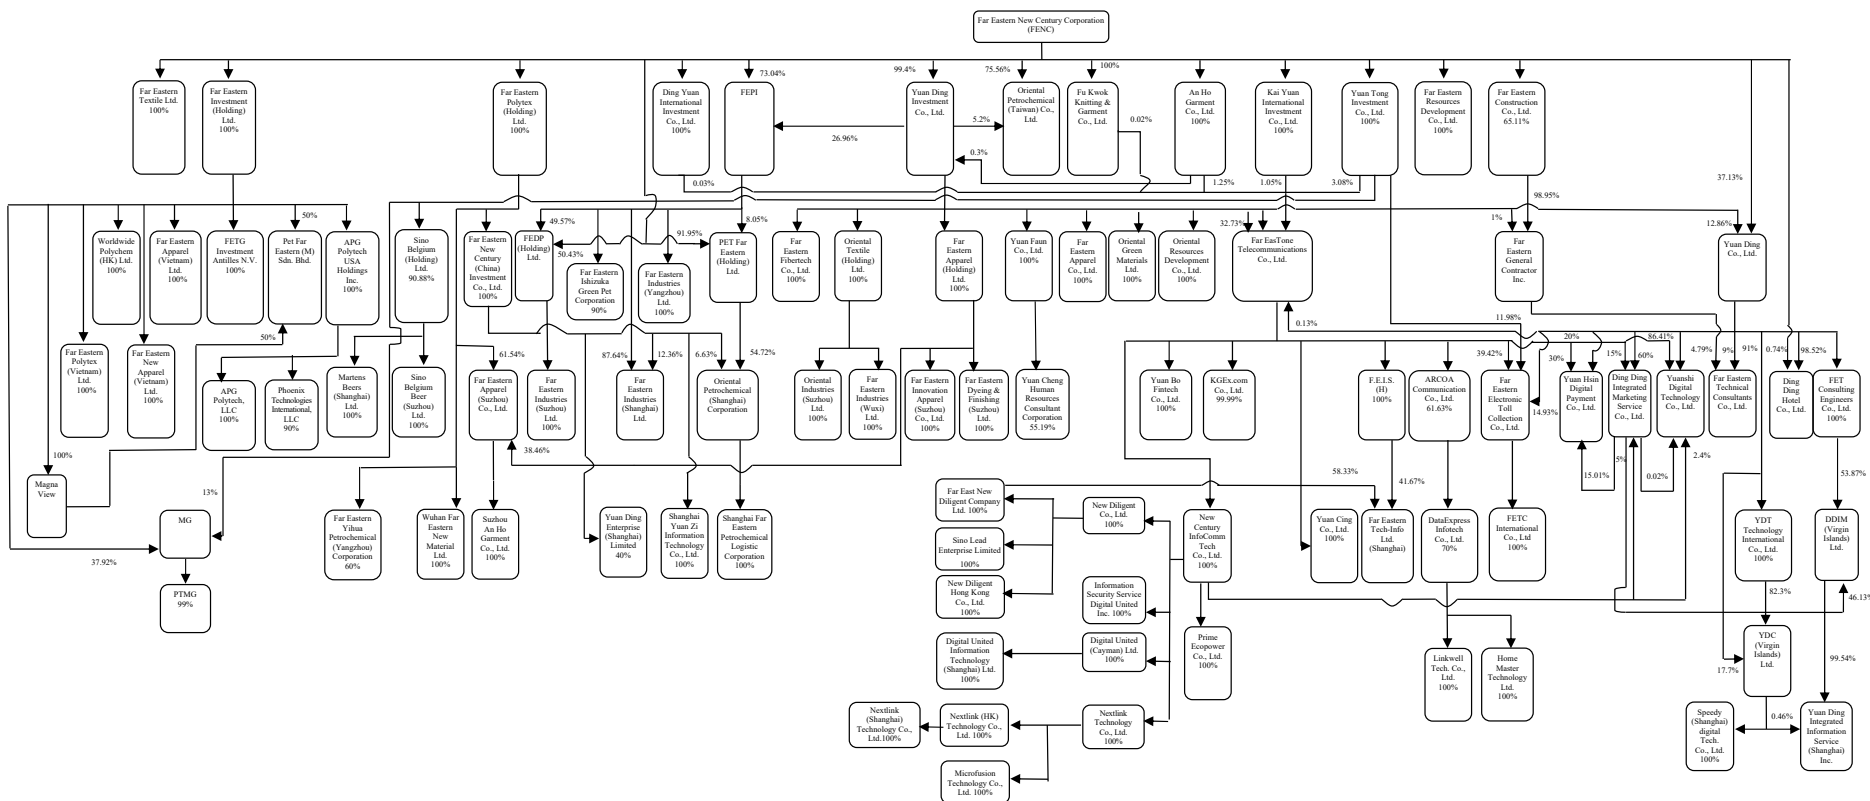 Far Eastern New Century Corporation
(FENC)
Far Eastern
Textile Ltd.
100%
Far Eastern
Investment
(Holding)
Ltd.
100%
Far Eastern
Polytex
(Holding)
Ltd.
100%
Ding Yuan
International
Investment
Co., Ltd.
100%
73.04%
FEPI
99.4%
Yuan Ding
Investment
Co., Ltd.
75.56%
Oriental
Petrochemical
(Taiwan) Co.,
Ltd.
100%
Fu Kwok
Knitting &
Garment Co., Ltd.
An Ho
Garment Co., Ltd.
100%
Kai Yuan
International
Investment
Co., Ltd.
100%
Yuan Tong
Investment
Co., Ltd.
100%
Far Eastern
Resources
Development
Co., Ltd.
100%
Far Eastern
Construction
Co., Ltd.
65.11%
26.96%
5.2%
0.02%
0.3%
0.03%
1.25%
1.05%
3.08%
98.95%
37.13%
Worldwide
Polychem
(HK) Ltd.
100%
Far Eastern
Apparel
(Vietnam)
Ltd.
100%
FETG
Investment
Antilles N.V.
100%
50%
Pet Far
Eastern (M)
Sdn. Bhd.
APG
Polytech
USA
Holdings
Inc.
100%
Sino
Belgium
(Holding)
Ltd.
90.88%
Far Eastern
New
Century
(China)
Investment
Co., Ltd.
100%
49.57%
FEDP
(Holding)
Ltd.
50.43%
Far Eastern
Ishizuka
Green Pet
Corporation
90%
Far Eastern
Industries
(Yangzhou)
Ltd.
100%
91.95%
8.05%
PET Far
Eastern
(Holding)
Ltd.
Far
Eastern
Fibertech
Co., Ltd.
100%
Oriental
Textile
(Holding)
Ltd.
100%
Far
Eastern
Apparel
(Holding)
Ltd.
100%
Yuan Faun
Co., Ltd.
100%
Far
Eastern
Apparel
Co., Ltd.
100%
Oriental
Green
Materials
Ltd.
100%
Oriental
Resources
Development
Co., Ltd.
100%
32.73%
Far EasTone
Telecommunications
Co., Ltd.
1%
Far
Eastern
General
Contractor
Inc.
12.86%
Yuan Ding
Co., Ltd.
0.13%
11.98%
50%
Far Eastern
Polytex
(Vietnam)
Ltd.
100%
Far Eastern
New
Apparel
(Vietnam)
Ltd.
100%
APG
Polytech,
LLC
100%
Phoenix
Technologies
International,
LLC
90%
Martens
Beers
(Shanghai)
Ltd.
100%
Sino
Belgium
Beer
(Suzhou)
Ltd.
100%
61.54%
Far Eastern
Apparel
(Suzhou)
Co., Ltd.
Far
Eastern
Industries
(Suzhou)
Ltd.
100%
87.64%
12.36%
Far
Eastern
Industries
(Shanghai)
Ltd.
6.63%
54.72%
Oriental
Petrochemical
(Shanghai)
Corporation
Oriental
Industries
(Suzhou)
Ltd.
100%
Far
Eastern
Industries
(Wuxi)
Ltd.
100%
Far Eastern
Innovation
Apparel
(Suzhou)
Co., Ltd.
100%
Far Eastern
Dyeing &
Finishing
(Suzhou)
Ltd.
100%
Yuan Cheng
Human
Resources
Consultant
Corporation
55.19%
Yuan Bo
Fintech
Co., Ltd.
100%
KGEx.com
Co., Ltd.
99.99%
F.E.I.S.
(H)
100%
ARCOA
Communication
Co., Ltd.
61.63%
39.42%
Far
Eastern
Electronic
Toll
Collection
Co., Ltd.
14.93%
20%
30%
Yuan Hsin
Digital
Payment
Co., Ltd.
15%
60%
Ding Ding
Integrated
Marketing
Service
Co., Ltd.
86.41%
Yuanshi
Digital
Technology
Co., Ltd.
4.79%
9%
91%
Far Eastern
Technical
Consultants
Co., Ltd.
0.74%
98.52%
Ding
Ding
Hotel
Co., Ltd.
FET
Consulting
Engineers
Co., Ltd.
100%
38.46%
15.01%
5%
0.02%
2.4%
53.87%
100%
Magna
View
13%
MG
37.92%
PTMG
99%
Far Eastern
Yihua
Petrochemical
(Yangzhou)
Corporation
60%
Wuhan Far
Eastern
New
Material
Ltd.
100%
Suzhou
An Ho
Garment
Co., Ltd.
100%
Yuan Ding
Enterprise
(Shanghai)
Limited
40%
Shanghai
Yuan Zi
Information
Technology
Co., Ltd.
100%
Shanghai Far
Eastern
Petrochemical
Logistic
Corporation
100%
Far East New
Diligent Company
Ltd. 100%
Sino Lead
Enterprise Limited
100%
New Diligent
Hong Kong
Co., Ltd.
100%
New Diligent
Co., Ltd.
100%
New
Century
InfoComm
Tech
Co., Ltd.
100%
58.33%
41.67%
Yuan Cing
Co., Ltd.
100%
Far Eastern
Tech-Info
Ltd.
(Shanghai)
DataExpress
Infotech
Co., Ltd.
70%
FETC
International
Co., Ltd
100%
YDT
Technology
International
Co., Ltd.
100%
DDIM
(Virgin
Islands)
Ltd.
Information
Security Service
Digital United
Inc. 100%
82.3%
46.13%
Digital United
Information
Technology
(Shanghai) Ltd.
100%
Digital United
(Cayman) Ltd.
100%
Prime
Ecopower
Co., Ltd.
100%
Linkwell
Tech. Co.,
Ltd.
100%
Home
Master
Technology
Ltd.
100%
YDC
(Virgin
Islands)
Ltd.
17.7%
99.54%
Nextlink
(Shanghai)
Technology Co.,
Ltd.100%
Nextlink (HK)
Technology Co.,
Ltd. 100%
Nextlink
Technology
Co., Ltd.
100%
Microfusion
Technology Co.,
Ltd. 100%
Speedy
(Shanghai)
digital
Tech.
Co., Ltd.
100%
0.46%
Yuan Ding
Integrated
Information
Service
(Shanghai)
Inc.